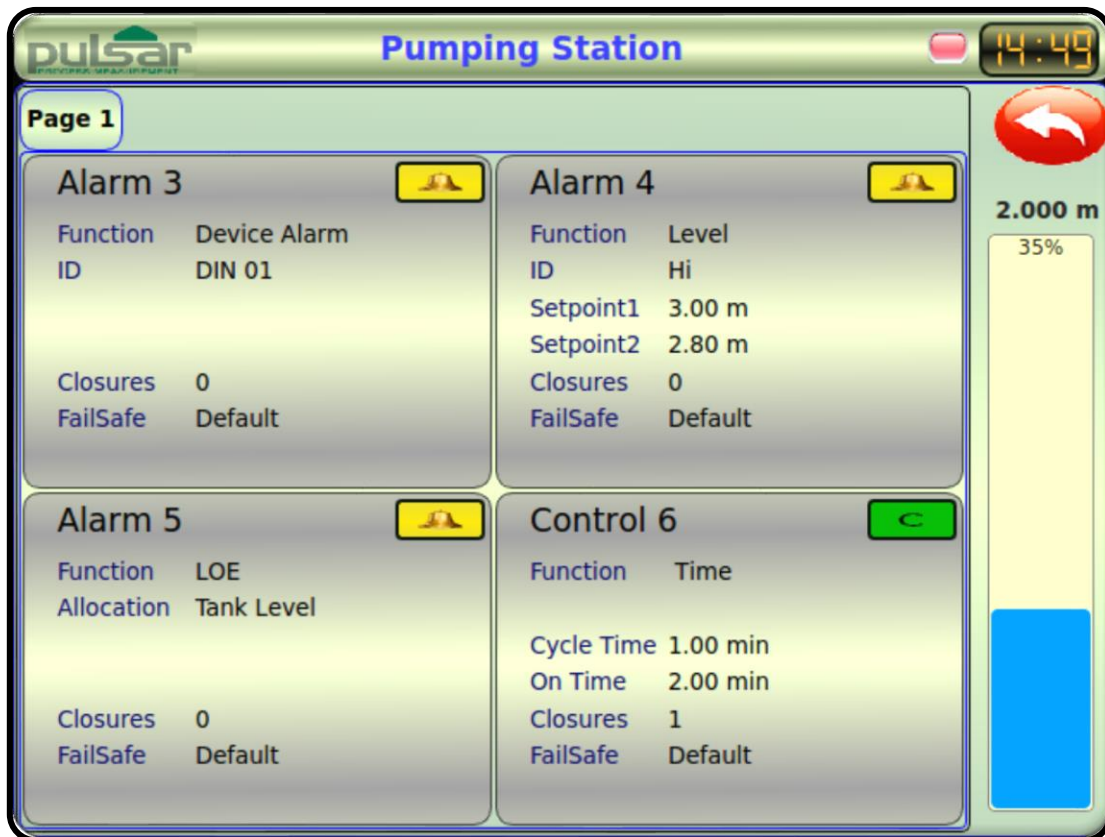 pulsar
PROCESS MEASUREMENT
Pumping Station
14:49
Page 1
Alarm 3
Function Device Alarm
ID DIN 01
Closures 0
FailSafe Default
Alarm 4
Function Level
ID Hi
Setpoint1 3.00 m
Setpoint2 2.80 m
Closures 0
FailSafe Default
Alarm 5
Function LOE
Allocation Tank Level
Closures 0
FailSafe Default
Control 6
Function Time
Cycle Time 1.00 min
On Time 2.00 min
Closures 1
FailSafe Default
C
2.000 m
35%